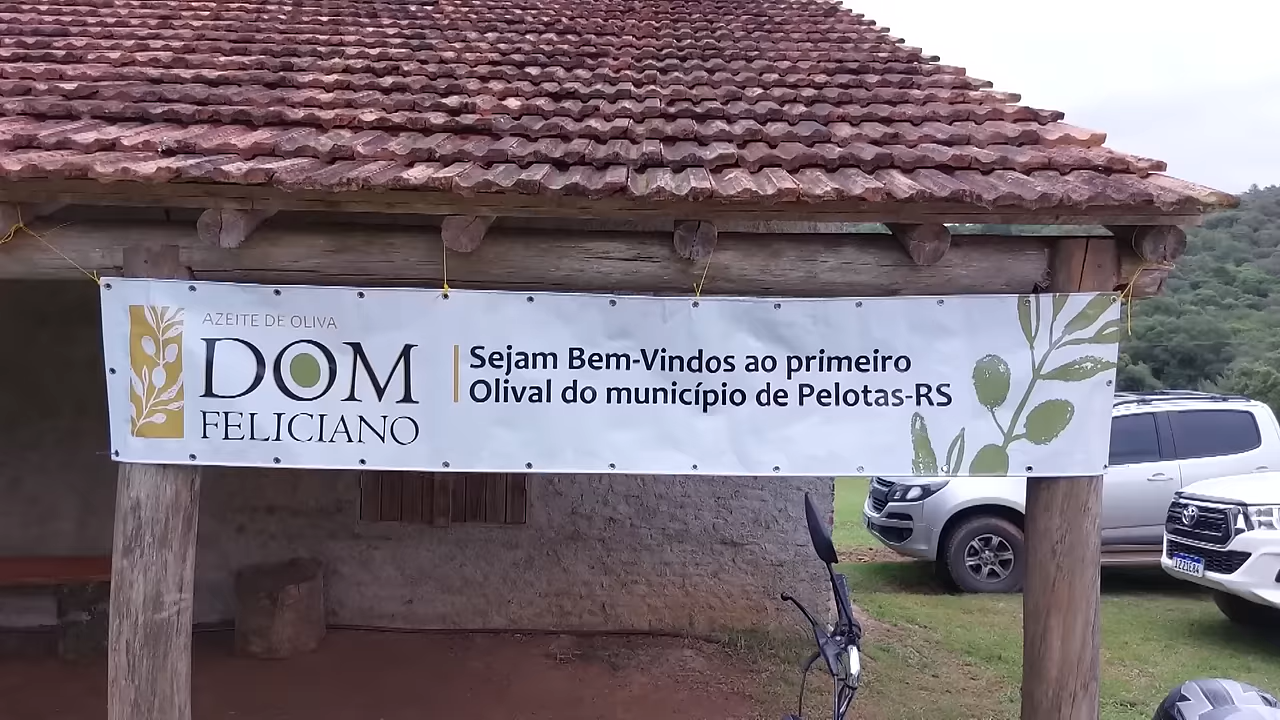 AZEITE DE OLIVA
DOM
FELICIANO
Sejam Bem-Vindos ao primeiro
Olival do município de Pelotas-RS